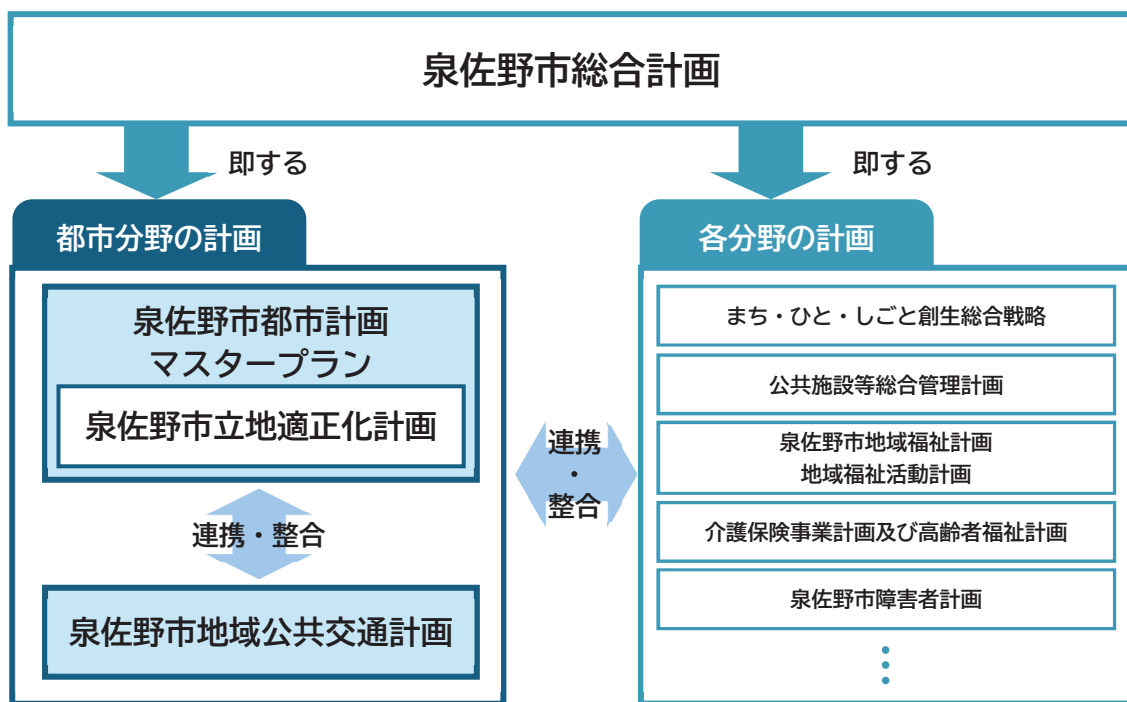 泉佐野市総合計画
即する
即する
都市分野の計画
泉佐野市都市計画
マスタープラン
泉佐野市立地適正化計画
連携・整合
泉佐野市地域公共交通計画
連携
・
整合
各分野の計画
まち・ひと・しごと創生総合戦略
公共施設等総合管理計画
泉佐野市地域福祉計画
地域福祉活動計画
介護保険事業計画及び高齢者福祉計画
泉佐野市障害者計画